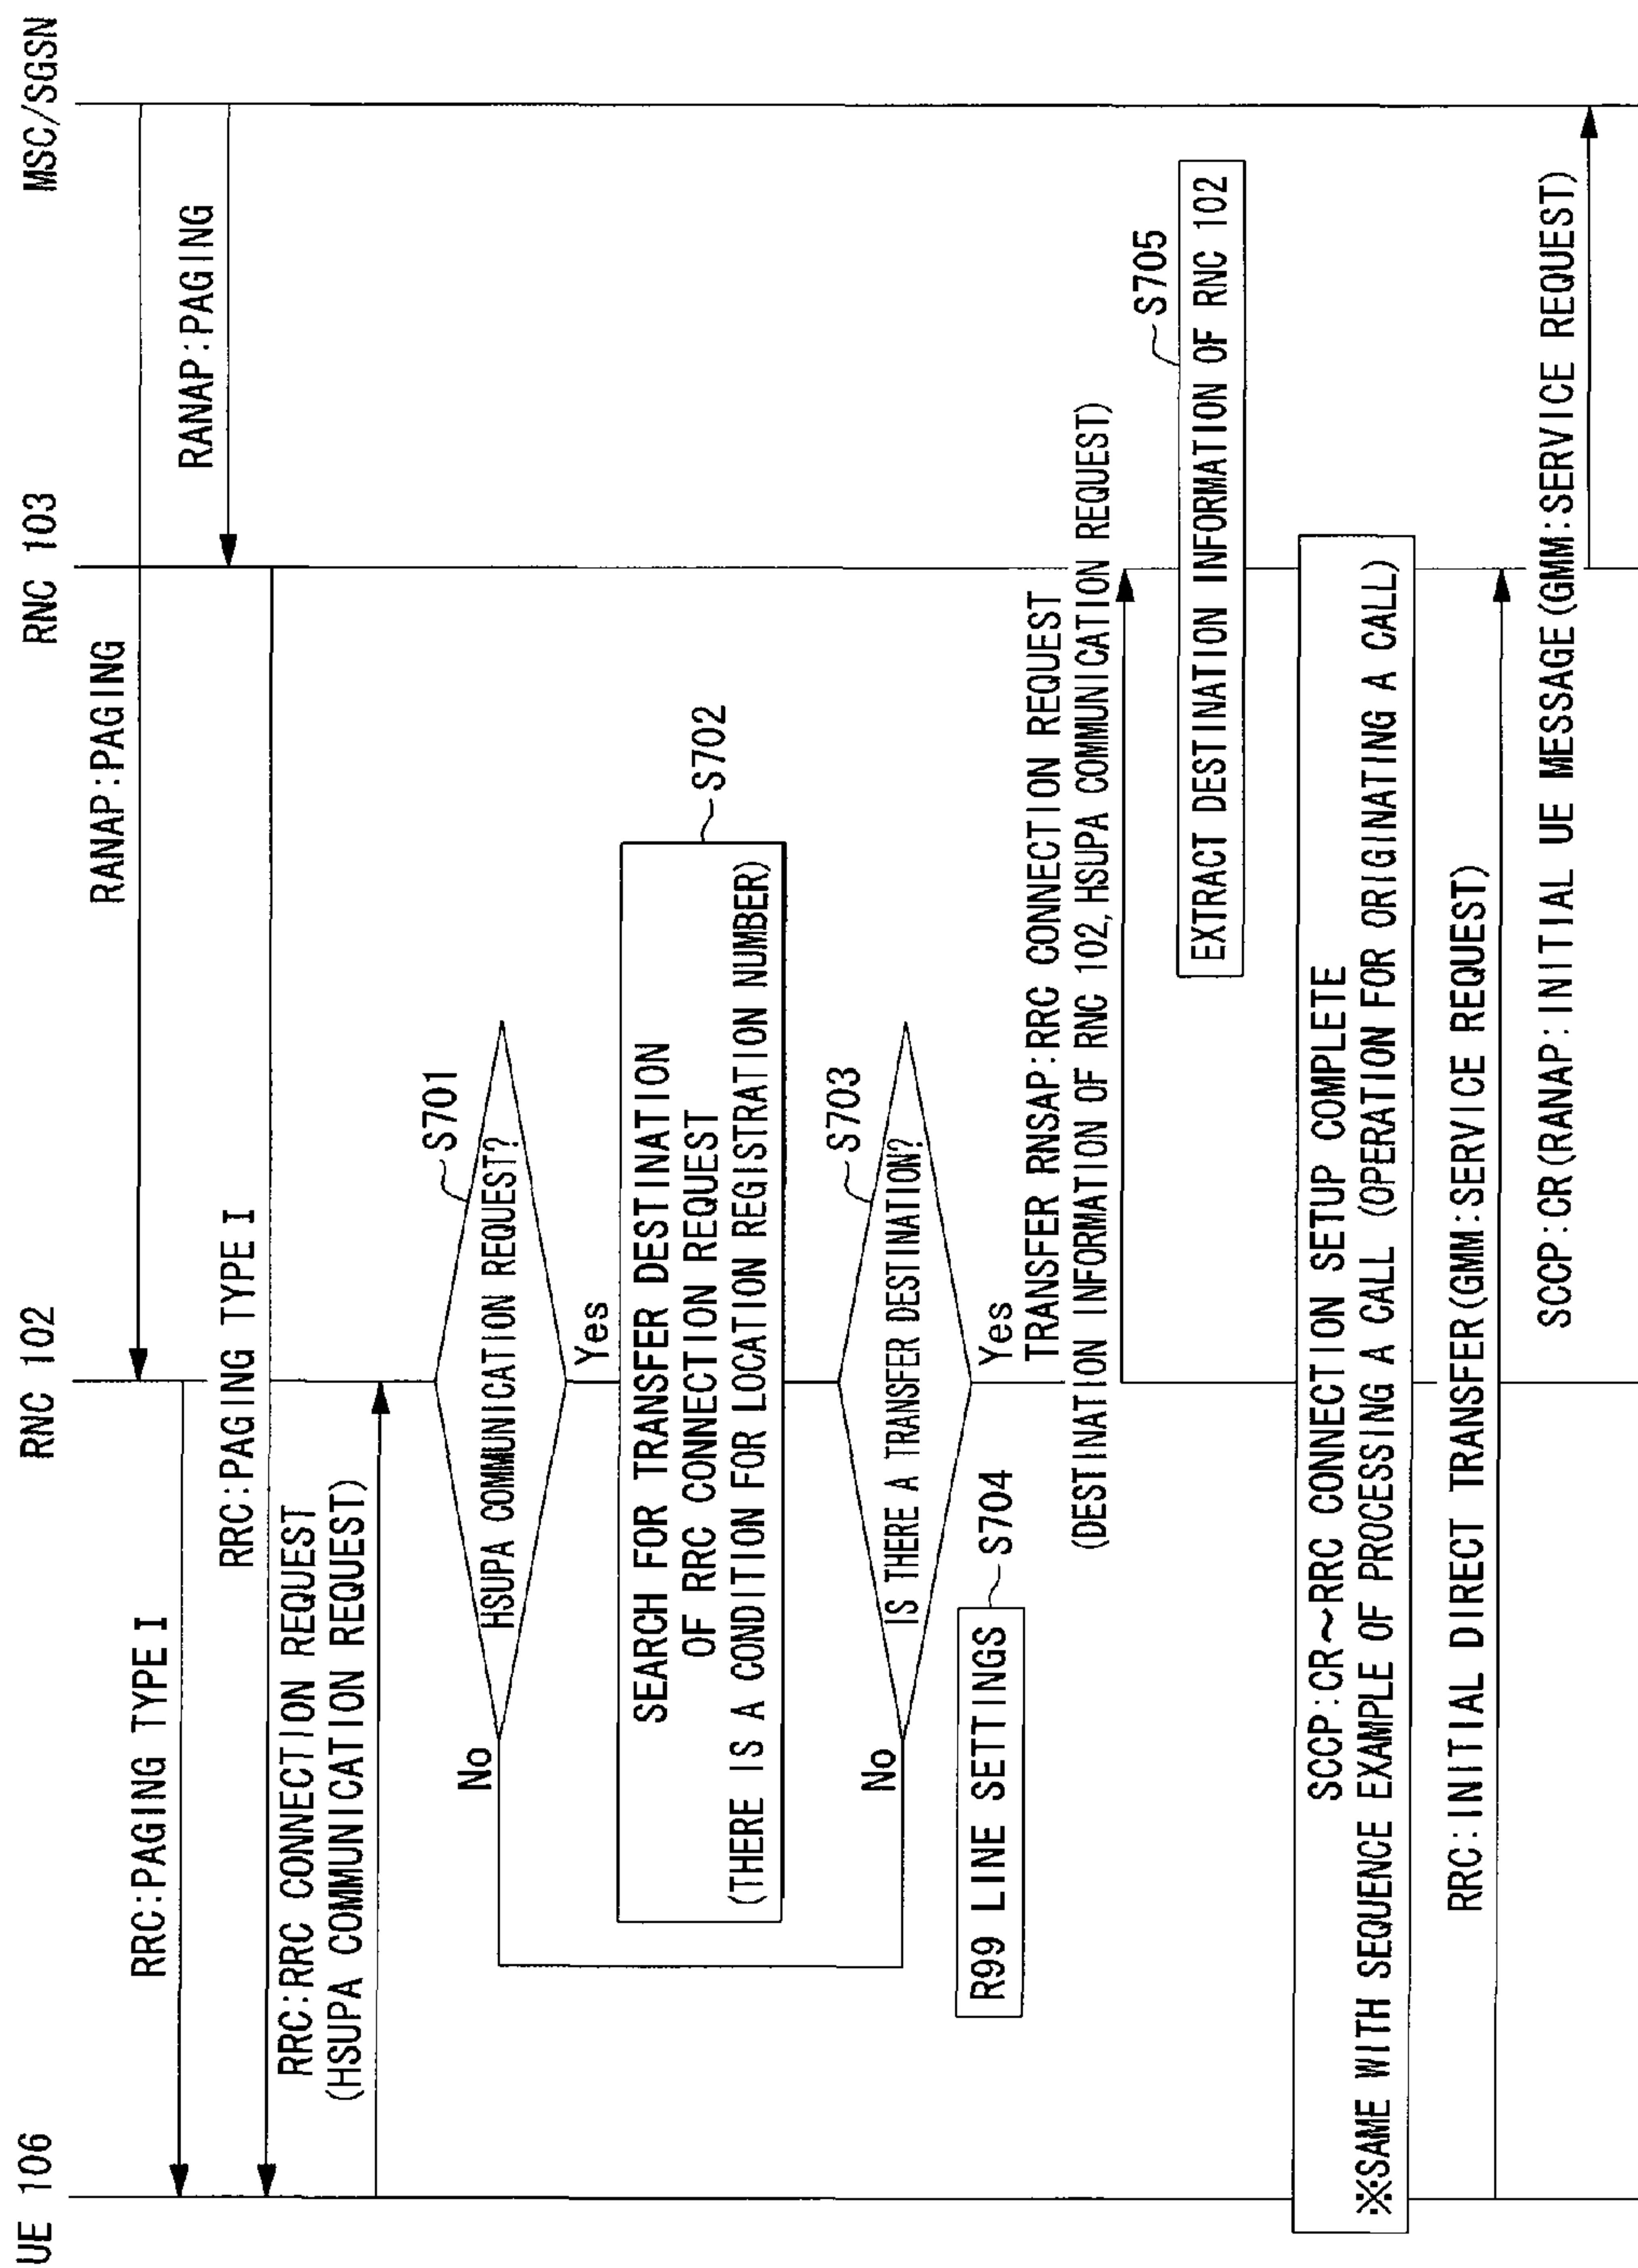 UE 106
RNC 102
RNC 103
MSC/SGSN
RANAP:PAGING
RRC:PAGING TYPE I
RANAP:PAGING
RRC:PAGING TYPE I
RRC:RRC CONNECTION REQUEST
(HSUPA COMMUNICATION REQUEST)
S701
HSUPA COMMUNICATION REQUEST?
No
Yes
S702
SEARCH FOR TRANSFER DESTINATION
OF RRC CONNECTION REQUEST
(THERE IS A CONDITION FOR LOCATION REGISTRATION NUMBER)
S703
IS THERE A TRANSFER DESTINATION?
No
Yes
S704
R99 LINE SETTINGS
TRANSFER RNSAP:RRC CONNECTION REQUEST
(DESTINATION INFORMATION OF RNC 102, HSUPA COMMUNICATION REQUEST)
S705
EXTRACT DESTINATION INFORMATION OF RNC 102
SCCP:CR~RRC CONNECTION SETUP COMPLETE
※SAME WITH SEQUENCE EXAMPLE OF PROCESSING A CALL (OPERATION FOR ORIGINATING A CALL)
RRC:INITIAL DIRECT TRANSFER(GMM:SERVICE REQUEST)
SCCP:CR(RANAP:INITIAL UE MESSAGE(GMM:SERVICE REQUEST)